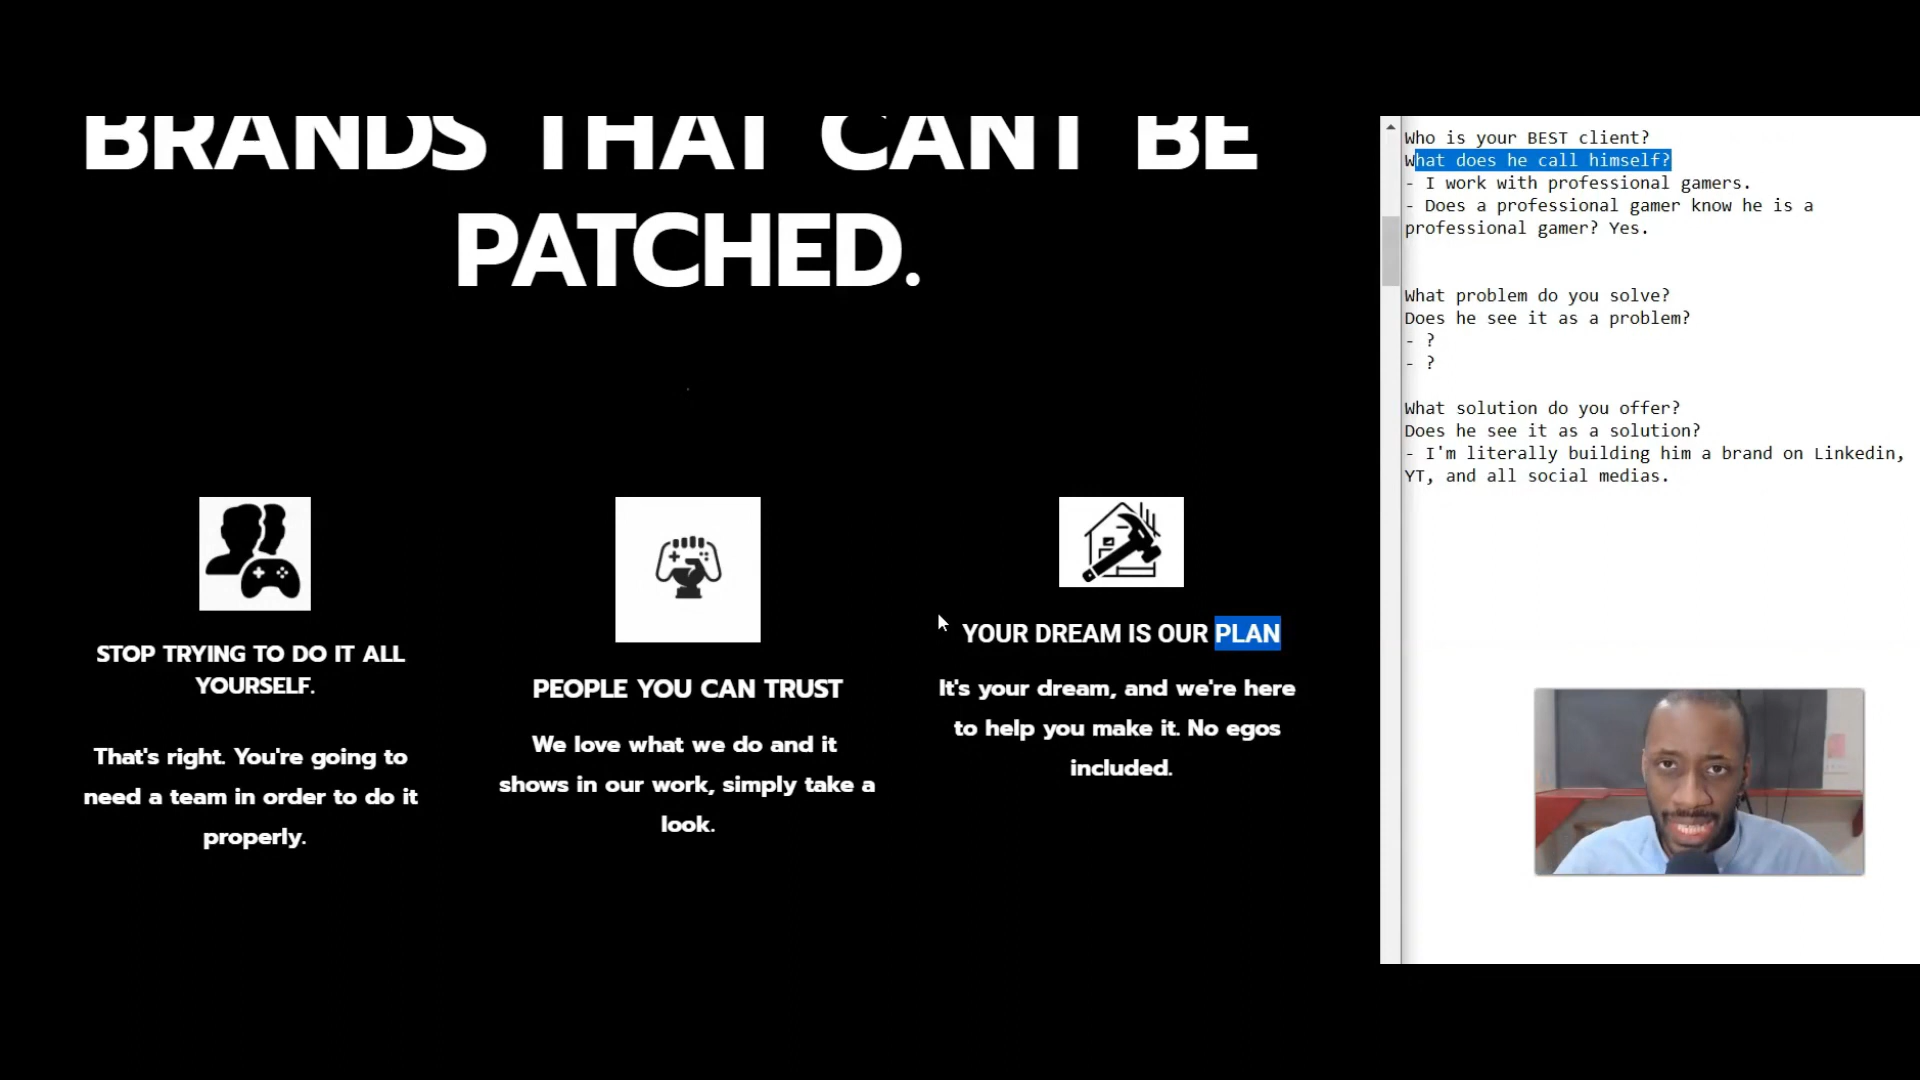 BRANDS THAT CANT BE
PATCHED.
STOP TRYING TO DO IT ALL
YOURSELF.
That's right. You're going to
need a team in order to do it
properly.
PEOPLE YOU CAN TRUST
We love what we do and it
shows in our work, simply take a
look.
YOUR DREAM IS OUR PLAN
It's your dream, and we're here
to help you make it. No egos
included.
Who is your BEST client?
What does he call himself?
- I work with professional gamers.
- Does a professional gamer know he is a
professional gamer? Yes.
What problem do you solve?
Does he see it as a problem?
- ?
- ?
What solution do you offer?
Does he see it as a solution?
- I'm literally building him a brand on Linkedin,
YT, and all social medias.